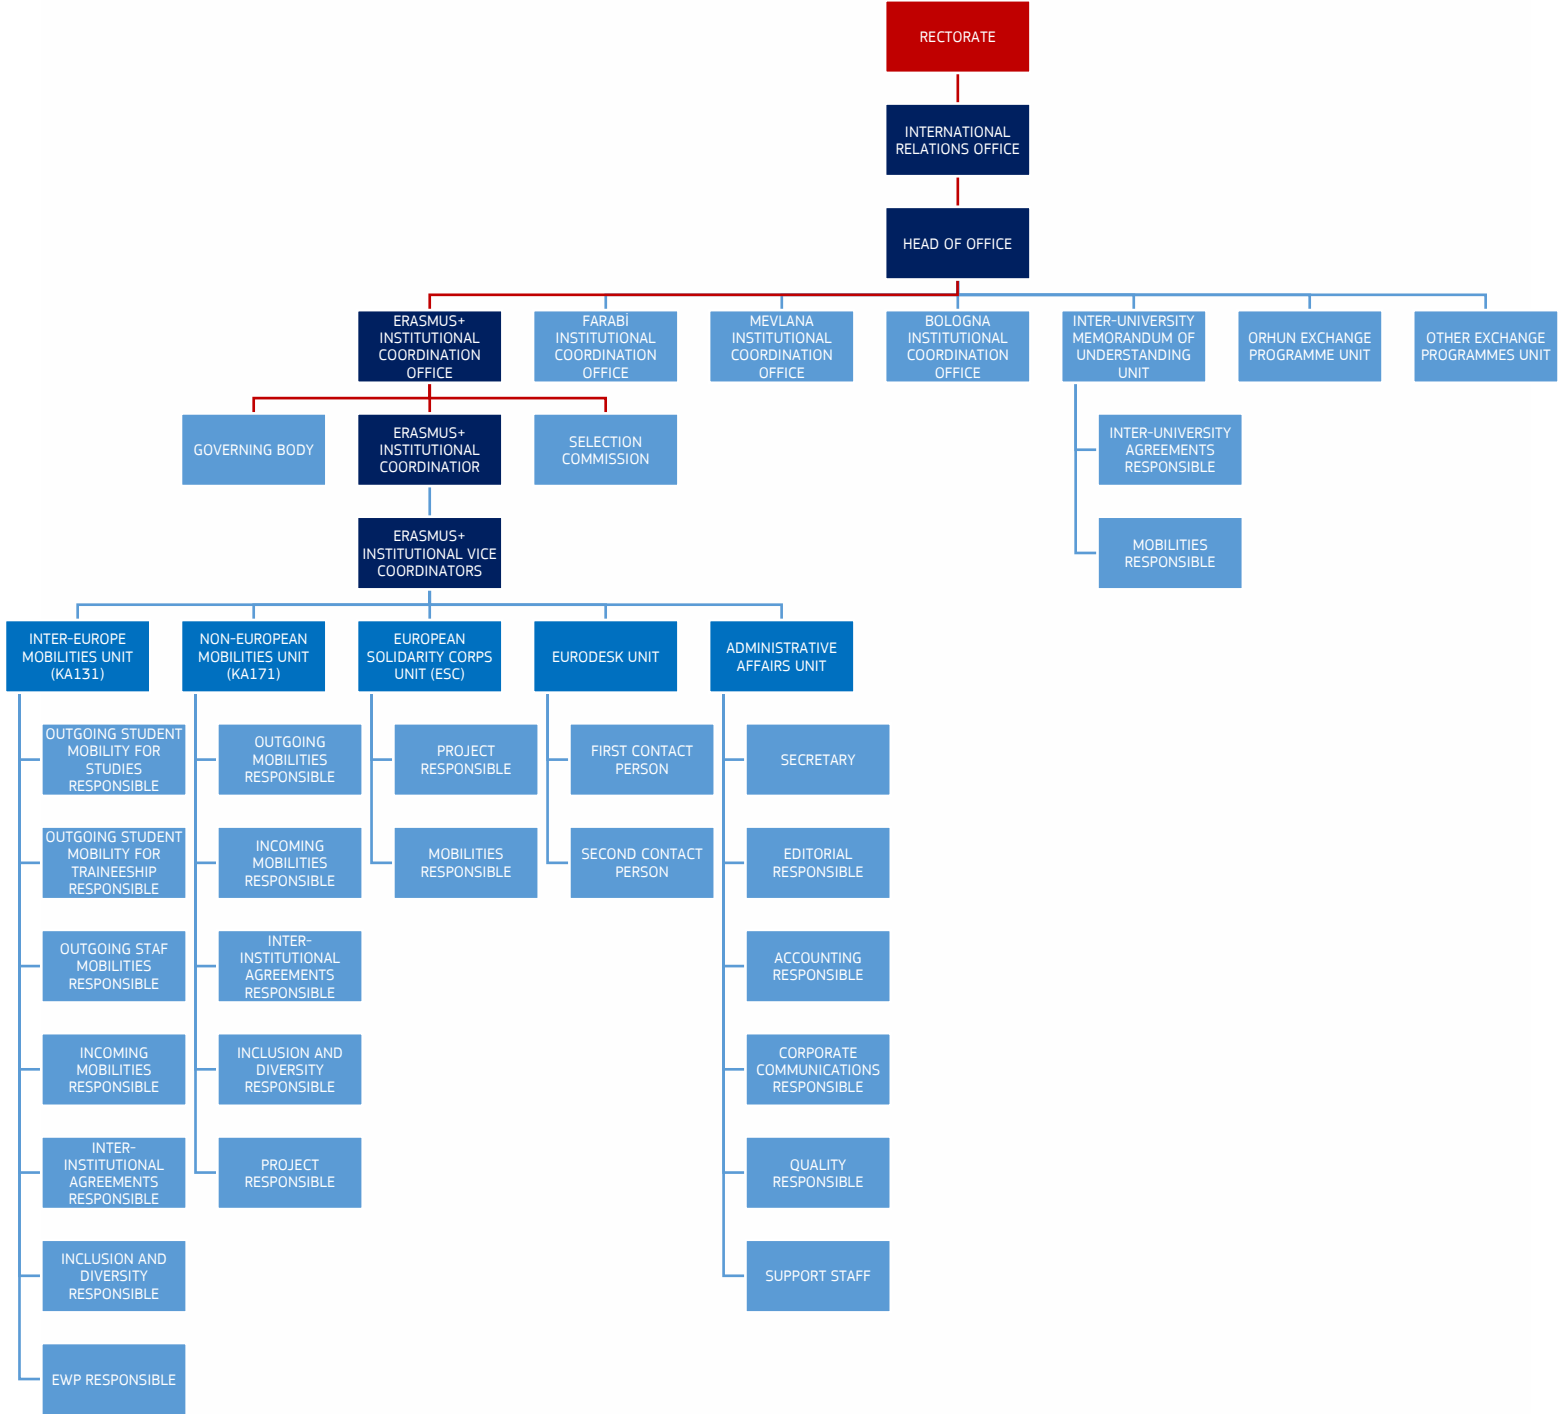 RECTORATE
INTERNATIONAL
RELATIONS OFFICE
HEAD OF OFFICE
ERASMUS+
INSTITUTIONAL
COORDINATION
OFFICE
FARABİ
INSTITUTIONAL
COORDINATION
OFFICE
MEVLANA
INSTITUTIONAL
COORDINATION
OFFICE
BOLOGNA
INSTITUTIONAL
COORDINATION
OFFICE
INTER-UNIVERSITY
MEMORANDUM OF
UNDERSTANDING
UNIT
ORHUN EXCHANGE
PROGRAMME UNIT
OTHER EXCHANGE
PROGRAMMES UNIT
GOVERNING BODY
ERASMUS+
INSTITUTIONAL
COORDINATIOR
SELECTION
COMMISSION
INTER-UNIVERSITY
AGREEMENTS
RESPONSIBLE
ERASMUS+
INSTITUTIONAL VICE
COORDINATORS
MOBILITIES
RESPONSIBLE
INTER-EUROPE
MOBILITIES UNIT
(KA131)
NON-EUROPEAN
MOBILITIES UNIT
(KA171)
EUROPEAN
SOLIDARITY CORPS
UNIT (ESC)
EURODESK UNIT
ADMINISTRATIVE
AFFAIRS UNIT
OUTGOING STUDENT
MOBILITY FOR
STUDIES
RESPONSIBLE
OUTGOING
MOBILITIES
RESPONSIBLE
PROJECT
RESPONSIBLE
FIRST CONTACT
PERSON
SECRETARY
OUTGOING STUDENT
MOBILITY FOR
TRAINEESHIP
RESPONSIBLE
INCOMING
MOBILITIES
RESPONSIBLE
MOBILITIES
RESPONSIBLE
SECOND CONTACT
PERSON
EDITORIAL
RESPONSIBLE
OUTGOING STAF
MOBILITIES
RESPONSIBLE
INTER-
INSTITUTIONAL
AGREEMENTS
RESPONSIBLE
ACCOUNTING
RESPONSIBLE
INCOMING
MOBILITIES
RESPONSIBLE
INCLUSION AND
DIVERSITY
RESPONSIBLE
CORPORATE
COMMUNICATIONS
RESPONSIBLE
INTER-
INSTITUTIONAL
AGREEMENTS
RESPONSIBLE
PROJECT
RESPONSIBLE
QUALITY
RESPONSIBLE
INCLUSION AND
DIVERSITY
RESPONSIBLE
SUPPORT STAFF
EWP RESPONSIBLE